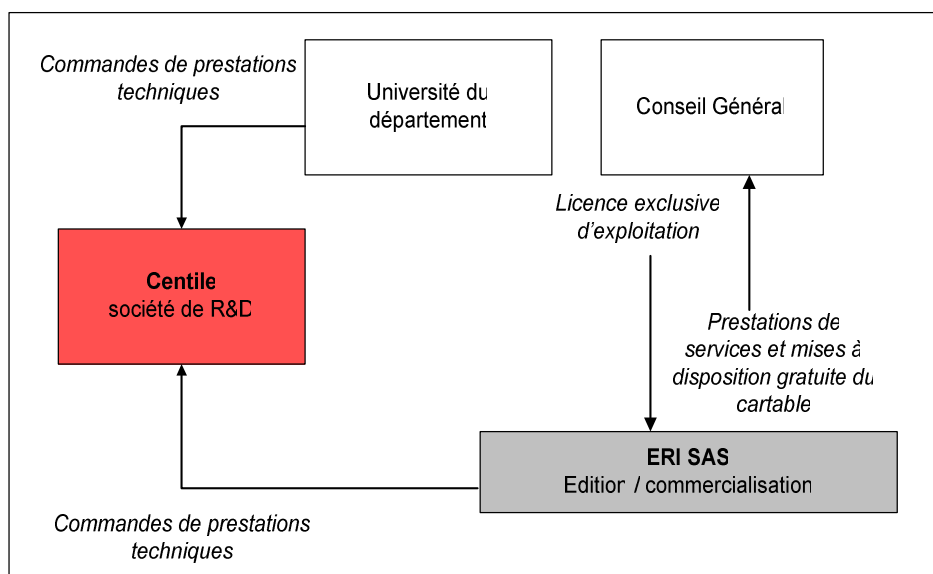 Commandes de prestations
techniques
Université du
département
Conseil Général
Licence exclusive
d'exploitation
Centile
société de R&D
Prestations de
services et mises à
disposition gratuite du
cartable
ERI SAS
Edition / commercialisation
Commandes de prestations
techniques